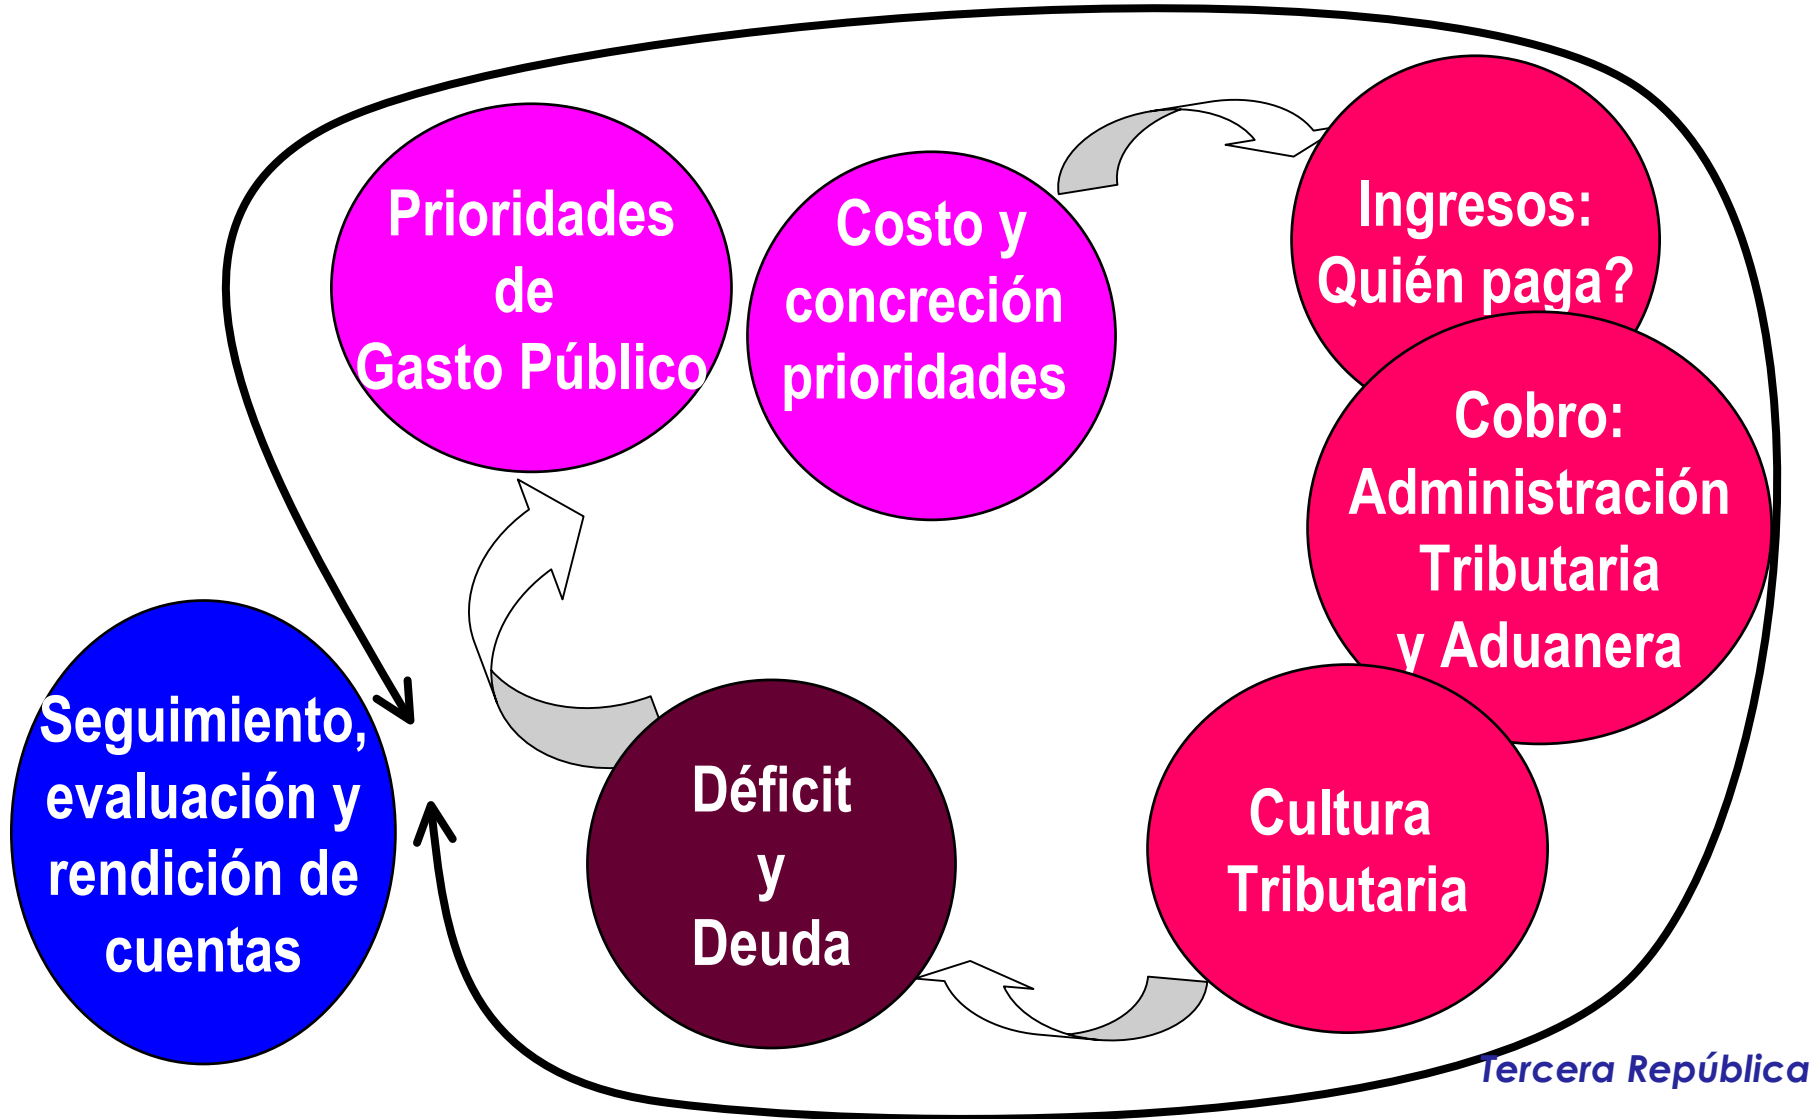 Prioridades
de
Gasto Público
Costo y
concreción
prioridades
Ingresos:
Quién paga?
Cobro:
Administración
Tributaria
y Aduanera
Cultura
Tributaria
Déficit
y
Deuda
Seguimiento,
evaluación y
rendición de
cuentas
Tercera República